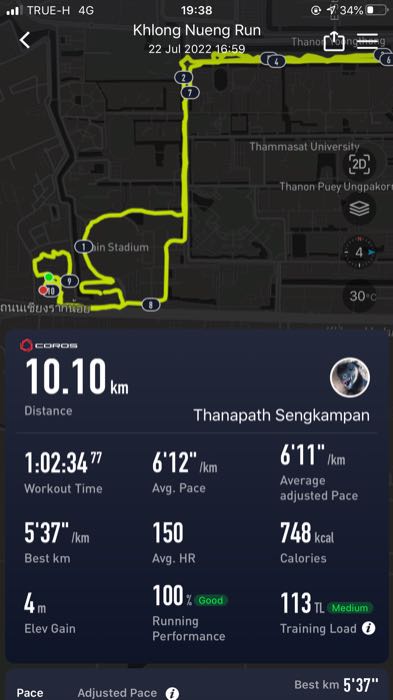 TRUE-H 4G 19:38 34%
Khlong Nueng Run
22 Jul 2022 16:59
Thanon
4 6
2
7
Thammasat University
2D
Thanon Puey Ungpakorn
1 ain Stadium
4
9
10
30°C
8
ถนนเชียงรากน้อย
COROS
10.10 km
Distance
Thanapath Sengkampan
1:02:34 77 6'12" /km 6'11" /km
Workout Time Avg. Pace Average adjusted Pace
5'37" /km 150 748 kcal
Best km Avg. HR Calories
4 m 100 % Good 113 TL Medium
Elev Gain Running Performance Training Load i
Pace Adjusted Pace i Best km 5'37"